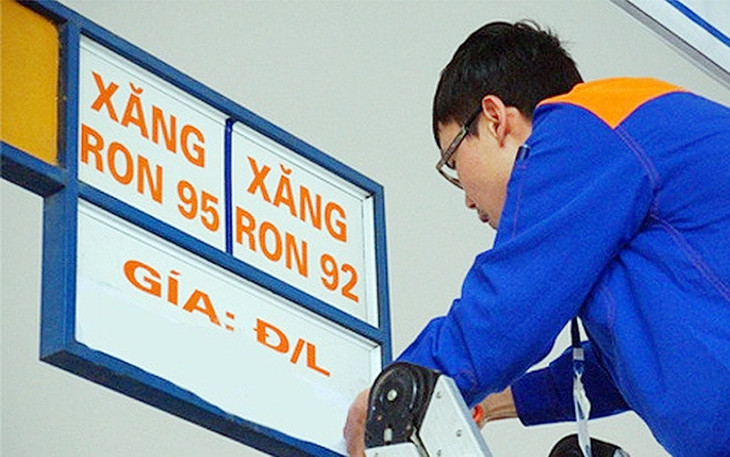 XĂNG
RON 95
XĂNG
RON 92
GÍA: Đ/L